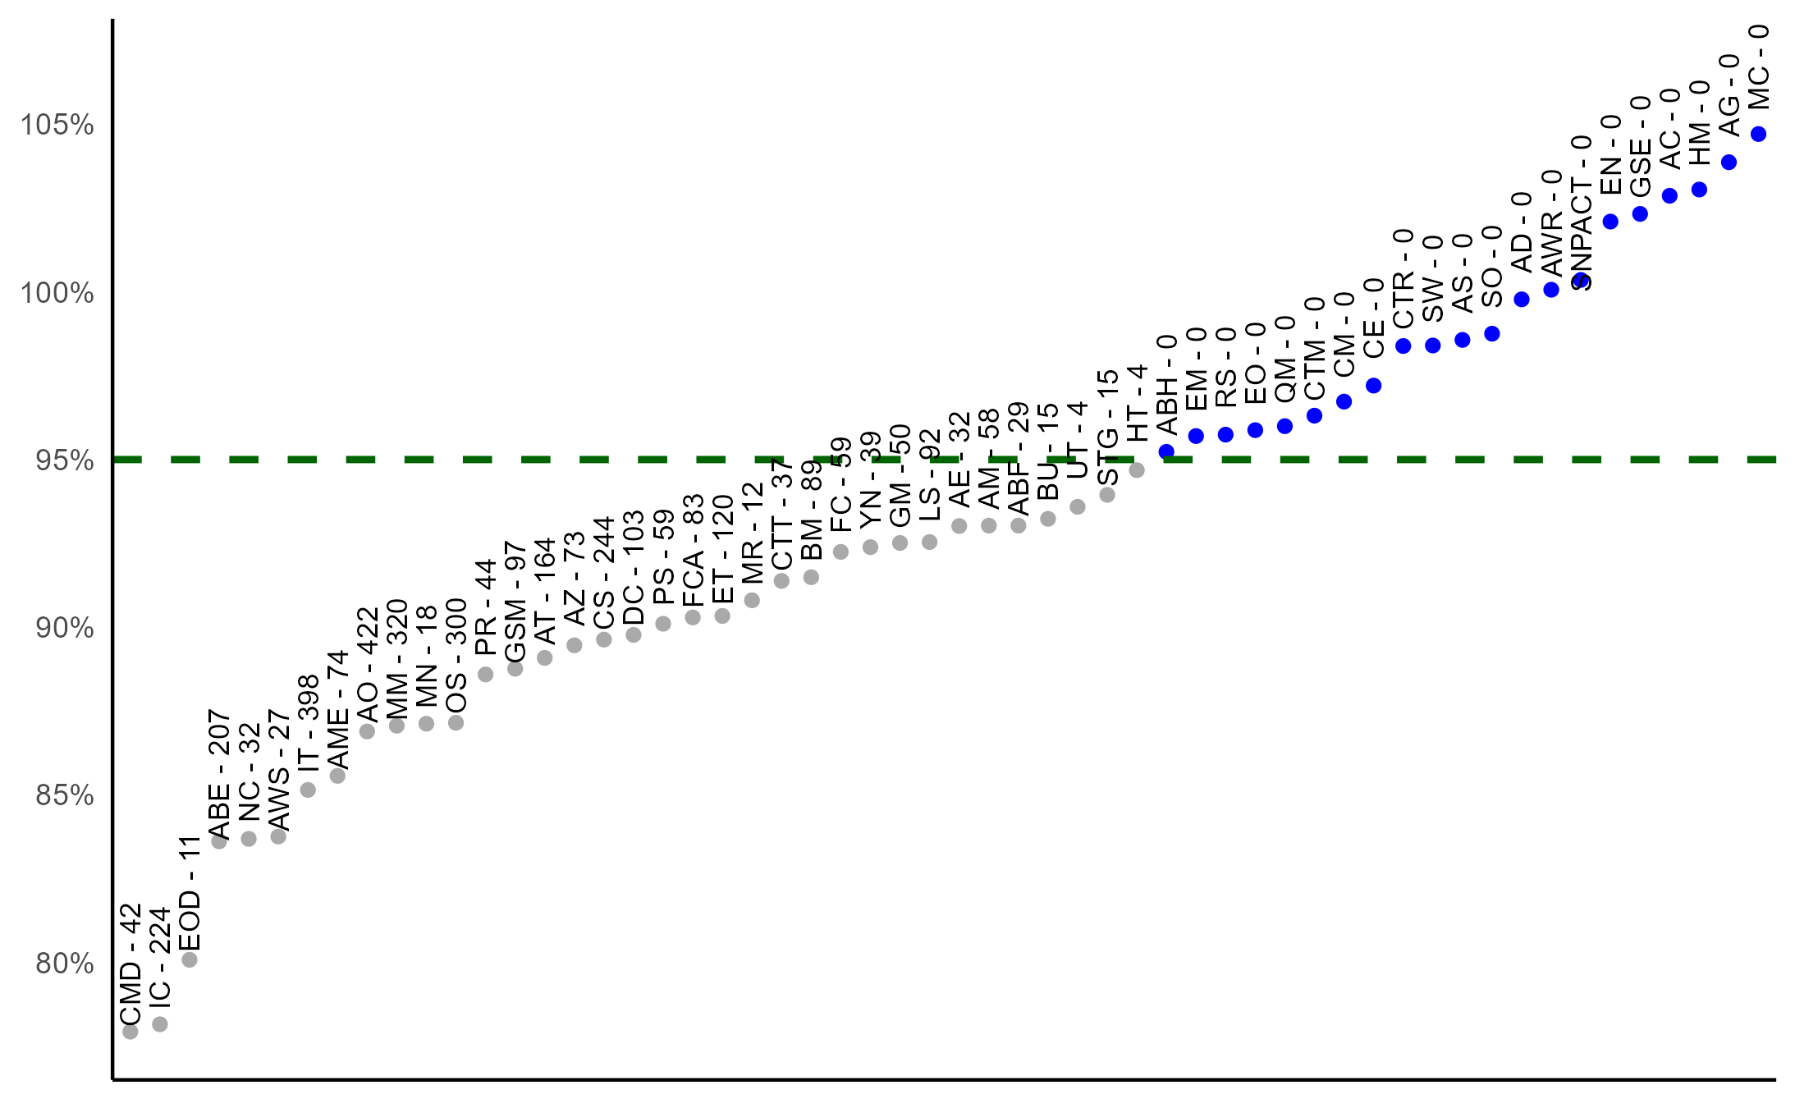 105%
100%
95%
90%
85%
80%
CMD - 42
IC - 224
EOD - 11
ABE - 207
NC - 32
AWS - 27
IT - 398
AME - 74
AO - 422
MM - 320
MN - 18
OS - 300
PR - 44
GSM - 97
AT - 164
AZ - 73
CS - 244
DC - 103
PS - 59
FCA - 83
ET - 120
MR - 12
CTT - 37
BM - 89
FC - 59
YN - 39
GM - 50
LS - 92
AE - 32
AM - 58
ABF - 29
BU - 15
UT - 4
STG - 15
HT - 4
ABH - 0
EM - 0
RS - 0
EO - 0
QM - 0
CTM - 0
CM - 0
CE - 0
CTR - 0
SW - 0
AS - 0
SO - 0
AD - 0
AWR - 0
SNPACT - 0
EN - 0
GSE - 0
AC - 0
HM - 0
AG - 0
MC - 0